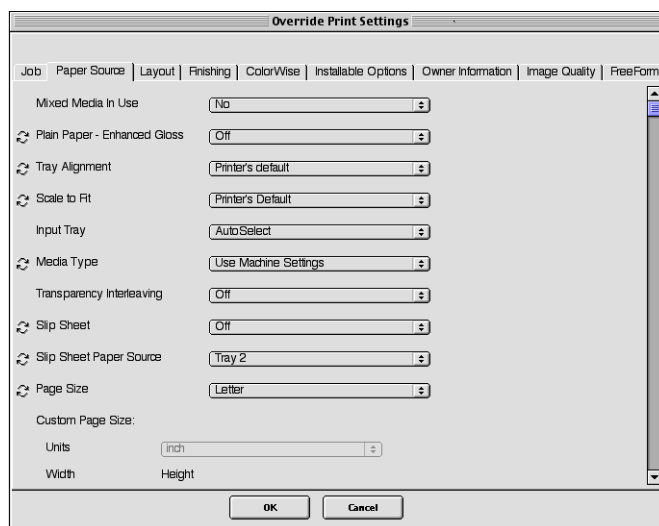 Override Print Settings
Job Paper Source Layout Finishing ColorWise Installable Options Owner Information Image Quality FreeForm
Mixed Media In Use No
Plain Paper - Enhanced Gloss Off
Tray Alignment Printer's default
Scale to Fit Printer's Default
Input Tray AutoSelect
Media Type Use Machine Settings
Transparency Interleaving Off
Slip Sheet Off
Slip Sheet Paper Source Tray 2
Page Size Letter
Custom Page Size:
Units inch
Width Height
OK Cancel